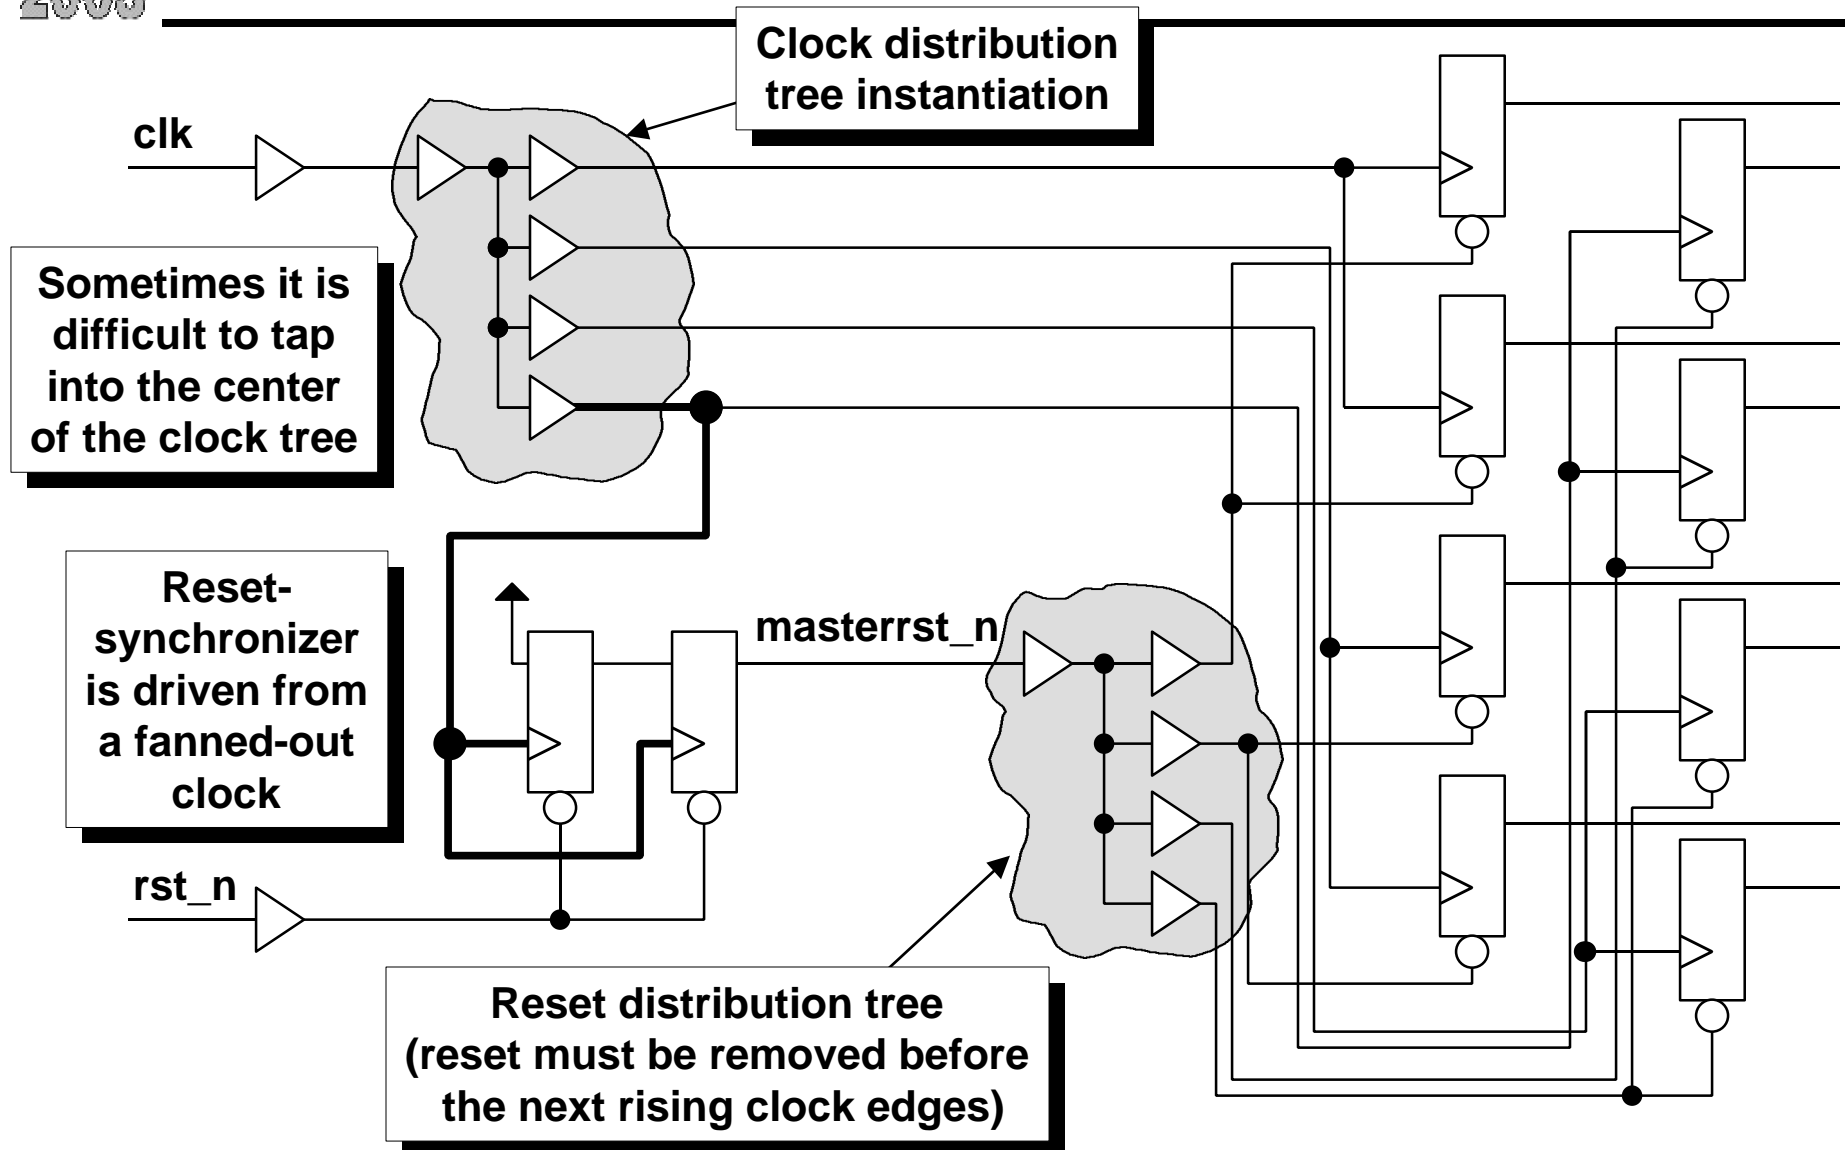 Clock distribution
tree instantiation
clk
Sometimes it is
difficult to tap
into the center
of the clock tree
Reset-
synchronizer
is driven from
a fanned-out
clock
masterrst_n
rst_n
Reset distribution tree
(reset must be removed before
the next rising clock edges)